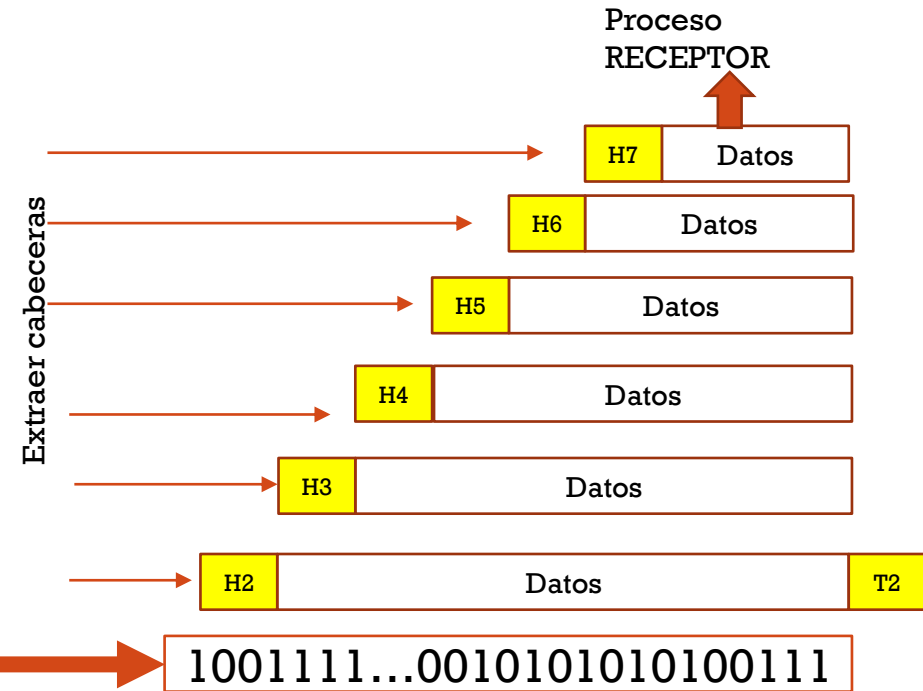 Proceso
RECEPTOR
H7 Datos
H6 Datos
Extraer cabeceras
H5 Datos
H4 Datos
H3 Datos
H2 Datos T2
1001111...0010101010100111